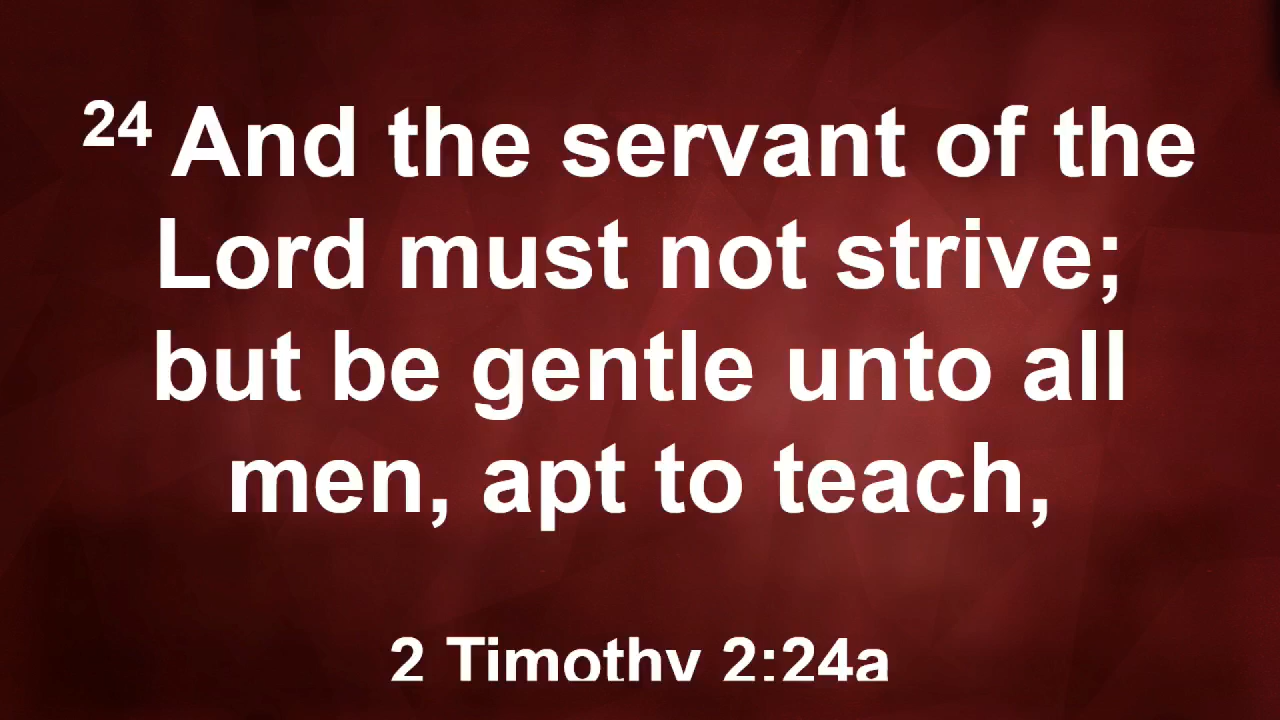 24 And the servant of the
Lord must not strive;
but be gentle unto all
men, apt to teach,
2 Timothy 2:24a